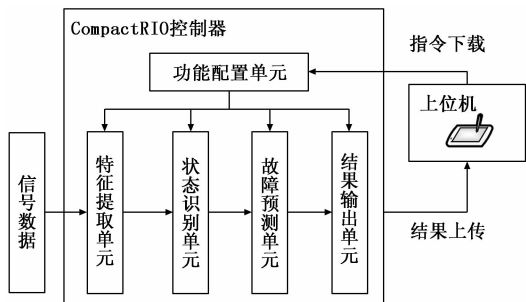 CompactRIO控制器
指令下载
功能配置单元
上位机
信号数据
特征提取单元
状态识别单元
故障预测单元
结果输出单元
结果上传